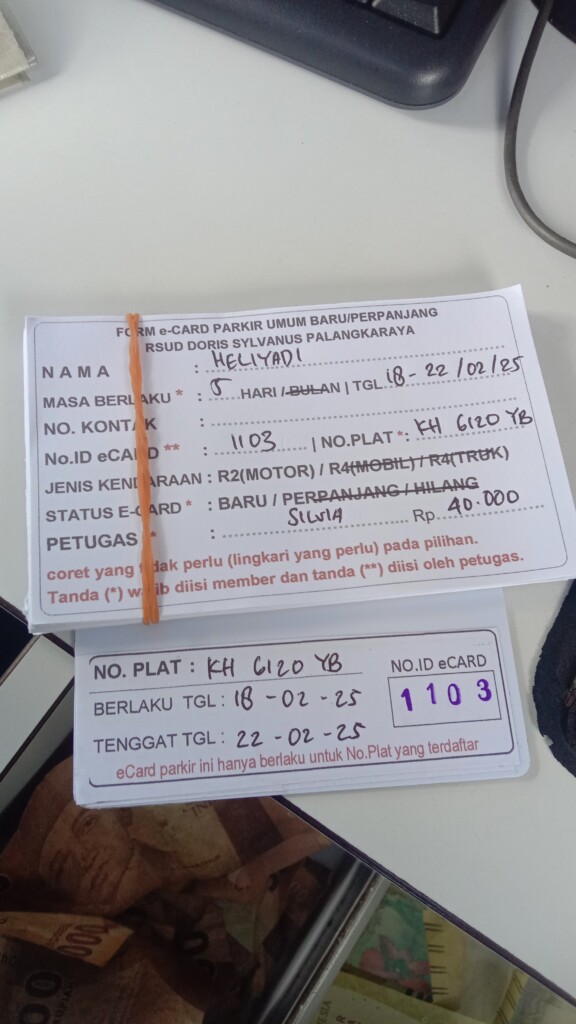 FORM e-CARD PARKIR UMUM BARU/PERPANJANG
RSUD DORIS SYLVANUS PALANGKARAYA
NAMA : HELIYADI
MASA BERLAKU * : 5 HARI / BULAN | TGL 18 - 22 / 02 / 25
NO. KONTAK :
No.ID eCARD ** : 1103 | NO.PLAT *: KH 6120 YB
JENIS KENDARAAN : R2(MOTOR) / R4(MOBIL) / R4(TRUK)
STATUS E-CARD * : BARU / PERPANJANG / HILANG
PETUGAS : SILVIA Rp 40.000
coret yang tidak perlu (lingkari yang perlu) pada pilihan.
Tanda (*) wajib diisi member dan tanda (**) diisi oleh petugas.
NO. PLAT : KH 6120 YB
NO.ID eCARD
BERLAKU TGL : 18 - 02 - 25
1103
TENGGAT TGL : 22 - 02 - 25
eCard parkir ini hanya berlaku untuk No.Plat yang terdaftar